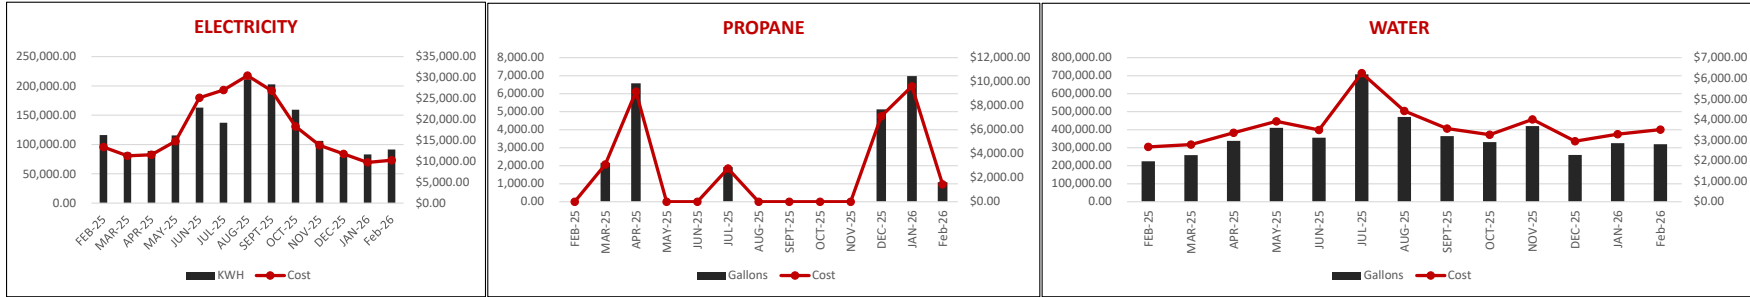 ELECTRICITY
250,000.00
200,000.00
150,000.00
100,000.00
50,000.00
0.00
$35,000.00
$30,000.00
$25,000.00
$20,000.00
$15,000.00
$10,000.00
$5,000.00
$0.00
FEB-25
MAR-25
APR-25
MAY-25
JUN-25
JUL-25
AUG-25
SEPT-25
OCT-25
NOV-25
DEC-25
JAN-26
Feb-26
KWH
Cost
PROPANE
8,000.00
7,000.00
6,000.00
5,000.00
4,000.00
3,000.00
2,000.00
1,000.00
0.00
$12,000.00
$10,000.00
$8,000.00
$6,000.00
$4,000.00
$2,000.00
$0.00
FEB-25
MAR-25
APR-25
MAY-25
JUN-25
JUL-25
AUG-25
SEPT-25
OCT-25
NOV-25
DEC-25
JAN-26
Feb-26
Gallons
Cost
WATER
800,000.00
700,000.00
600,000.00
500,000.00
400,000.00
300,000.00
200,000.00
100,000.00
0.00
$7,000.00
$6,000.00
$5,000.00
$4,000.00
$3,000.00
$2,000.00
$1,000.00
$0.00
FEB-25
MAR-25
APR-25
MAY-25
JUN-25
JUL-25
AUG-25
SEPT-25
OCT-25
NOV-25
DEC-25
JAN-26
Feb-26
Gallons
Cost